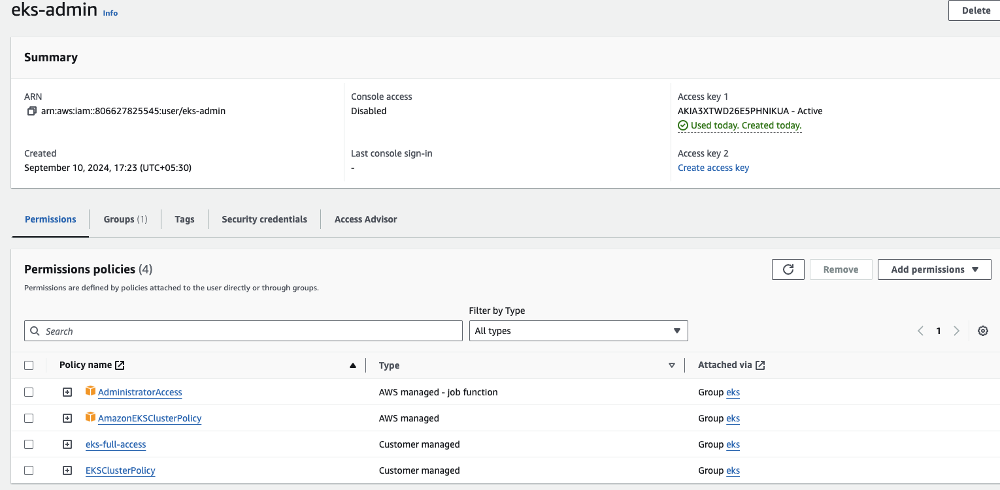 eks-admin Info
Delete
Summary
ARN
arn:aws:iam::806627825545:user/eks-admin
Console access
Disabled
Access key 1
AKIA3XTWD26E5PHNIKUA - Active
Used today. Created today.
Created
September 10, 2024, 17:23 (UTC+05:30)
Last console sign-in
-
Access key 2
Create access key
Permissions
Groups (1)
Tags
Security credentials
Access Advisor
Permissions policies (4)
Permissions are defined by policies attached to the user directly or through groups.
Remove
Add permissions
Filter by Type
Search
All types
1
Policy name
Type
Attached via
AdministratorAccess
AWS managed - job function
Group eks
AmazonEKSClusterPolicy
AWS managed
Group eks
eks-full-access
Customer managed
Group eks
EKSClusterPolicy
Customer managed
Group eks